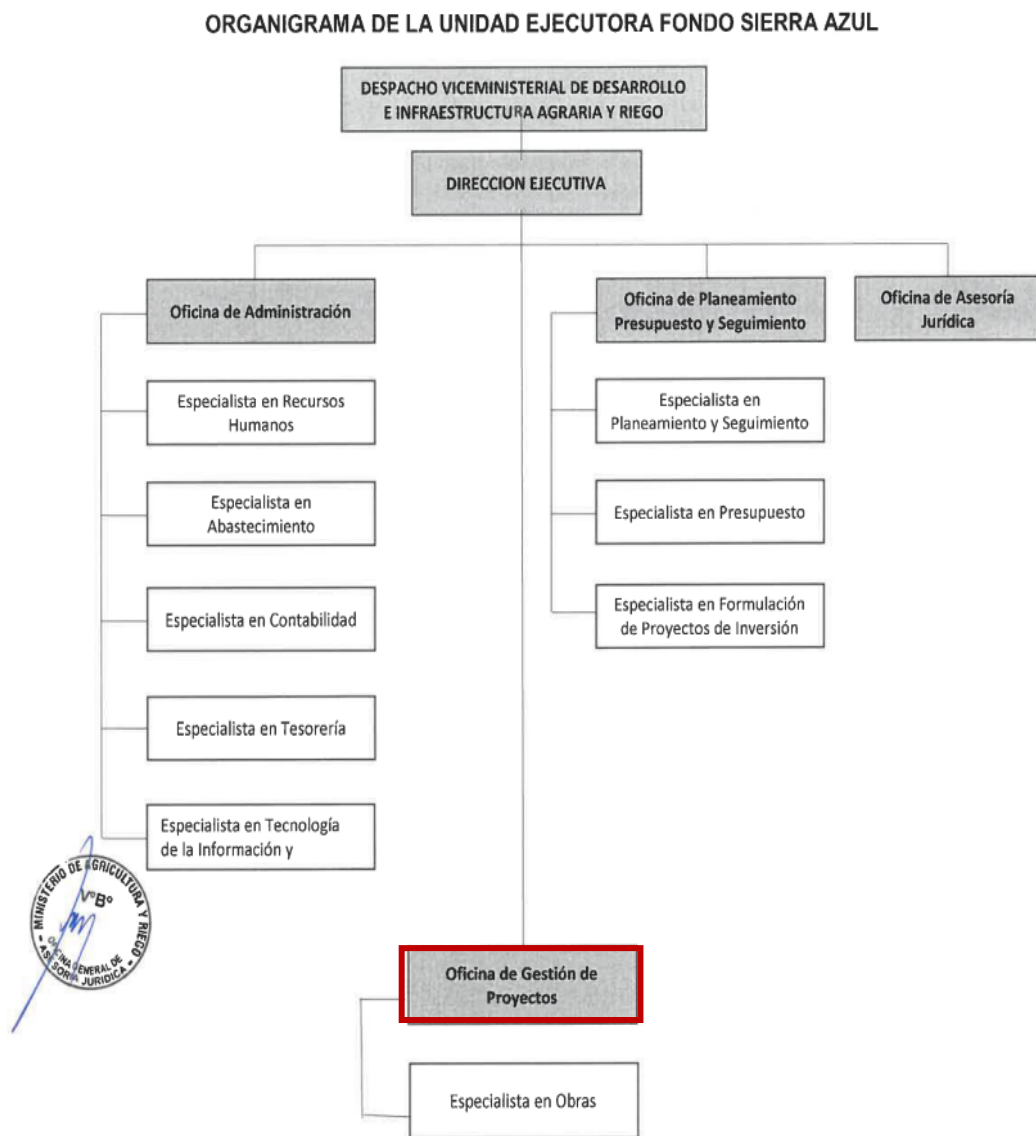 ORGANIGRAMA DE LA UNIDAD EJECUTORA FONDO SIERRA AZUL
DESPACHO VICEMINISTERIAL DE DESARROLLO
E INFRAESTRUCTURA AGRARIA Y RIEGO
DIRECCION EJECUTIVA
Oficina de Administración
Oficina de Planeamiento
Presupuesto y Seguimiento
Oficina de Asesoría
Jurídica
Especialista en Recursos
Humanos
Especialista en
Planeamiento y Seguimiento
Especialista en
Abastecimiento
Especialista en Presupuesto
Especialista en Contabilidad
Especialista en Formulación
de Proyectos de Inversión
Especialista en Tesorería
Especialista en Tecnología
de la Información y
MINISTERIO DE AGRICULTURA Y RIEGO
V°B°
OFICINA GENERAL DE
ASESORIA JURIDICA
Oficina de Gestión de
Proyectos
Especialista en Obras